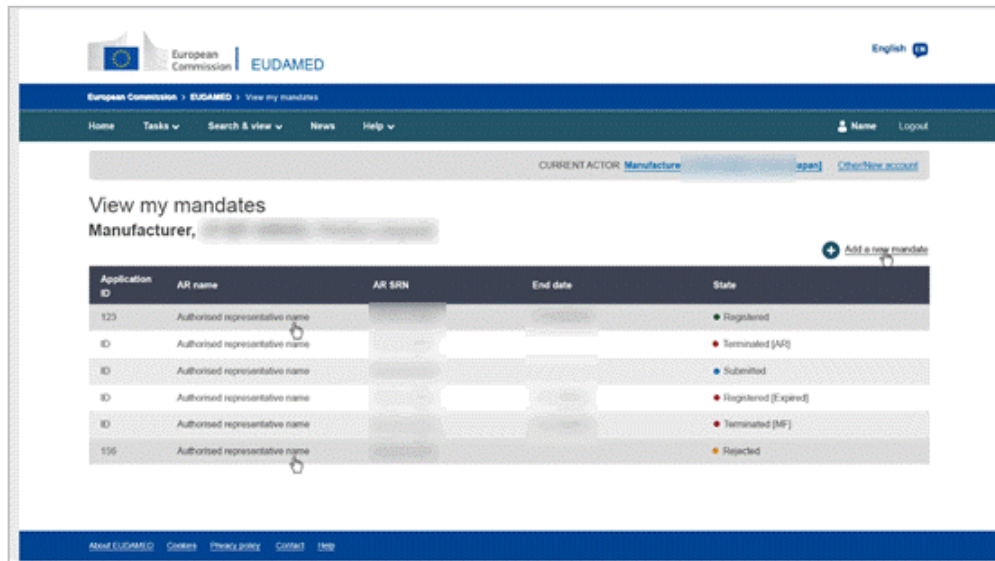 European
Commission
EUDAMED
English EN
European Commission > EUDAMED > View my mandates
Home Tasks Search & view News Help Name Logout
CURRENT ACTOR Manufacture apan] Other/New account
View my mandates
Manufacturer,
Add a new mandate
Application ID AR name AR SRN End date State
123 Authorised representative name Registered
ID Authorised representative name Terminated [AR]
ID Authorised representative name Submitted
ID Authorised representative name Registered [Expired]
ID Authorised representative name Terminated [MF]
156 Authorised representative name Rejected
About EUDAMED Cookies Privacy policy Contact Help